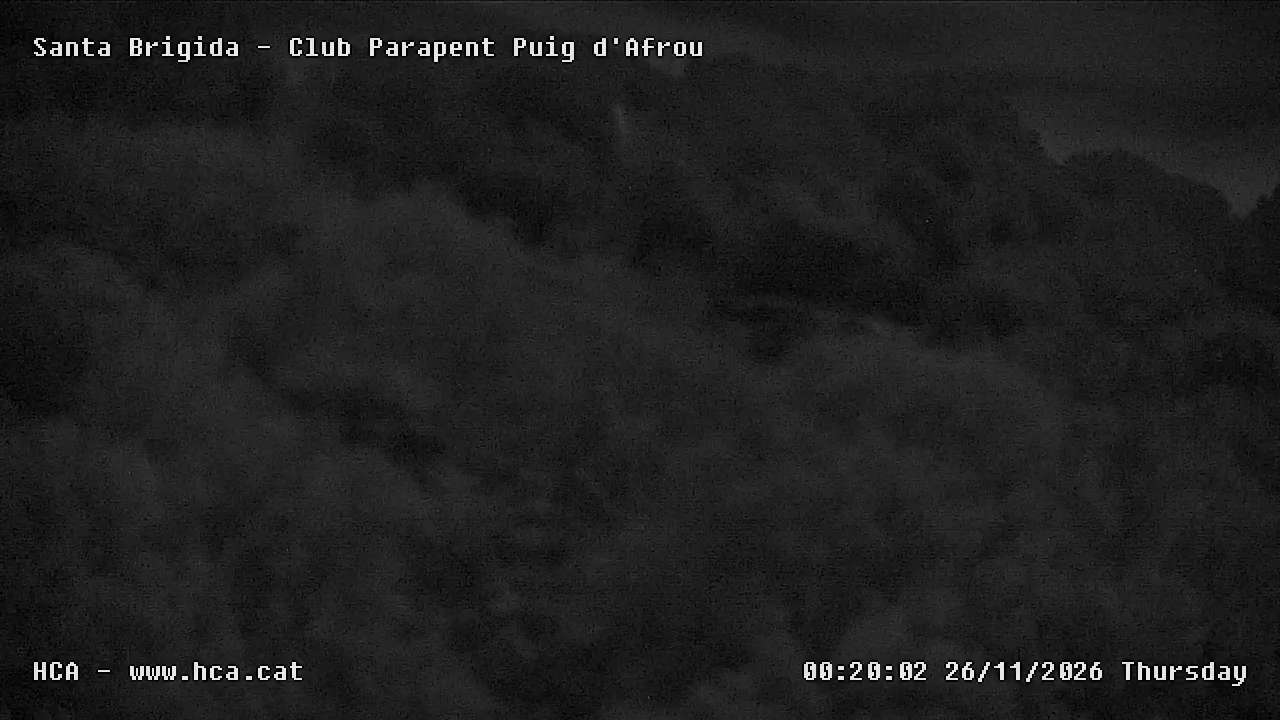 Santa Brigida - Club Parapent Puig d'Afrou
HCA - www.hca.cat
00:20:02 26/11/2026 Thursday